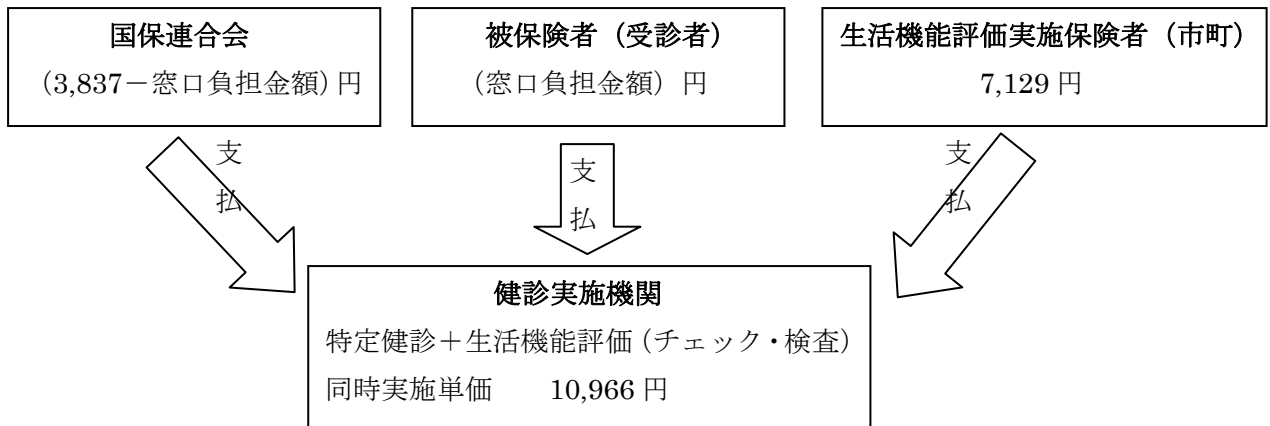 国保連合会
(3,837－窓口負担金額)円
被保険者（受診者）
（窓口負担金額）円
生活機能評価実施保険者（市町）
7,129 円
支
払
支
払
支
払
健診実施機関
特定健診＋生活機能評価（チェック・検査）
同時実施単価　　10,966 円